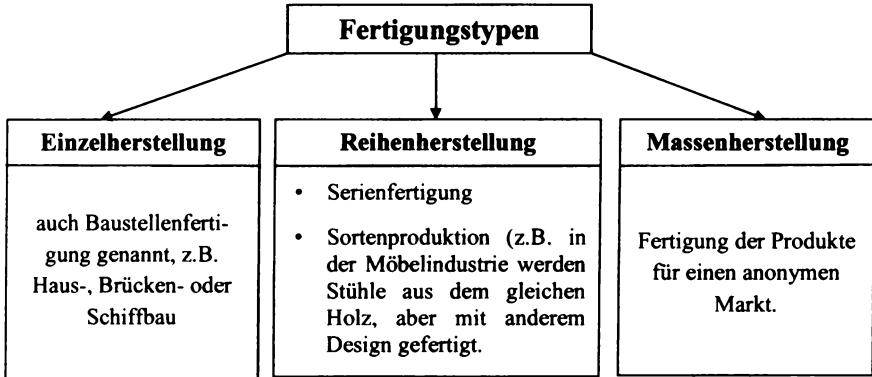 Fertigungstypen
Einzelherstellung
auch Baustellenferti-
gung genannt, z.B.
Haus-, Brücken- oder
Schiffbau
Reihenherstellung
• Serienfertigung
• Sortenproduktion (z.B. in
der Möbelindustrie werden
Stühle aus dem gleichen
Holz, aber mit anderem
Design gefertigt.
Massenherstellung
Fertigung der Produkte
für einen anonymen
Markt.